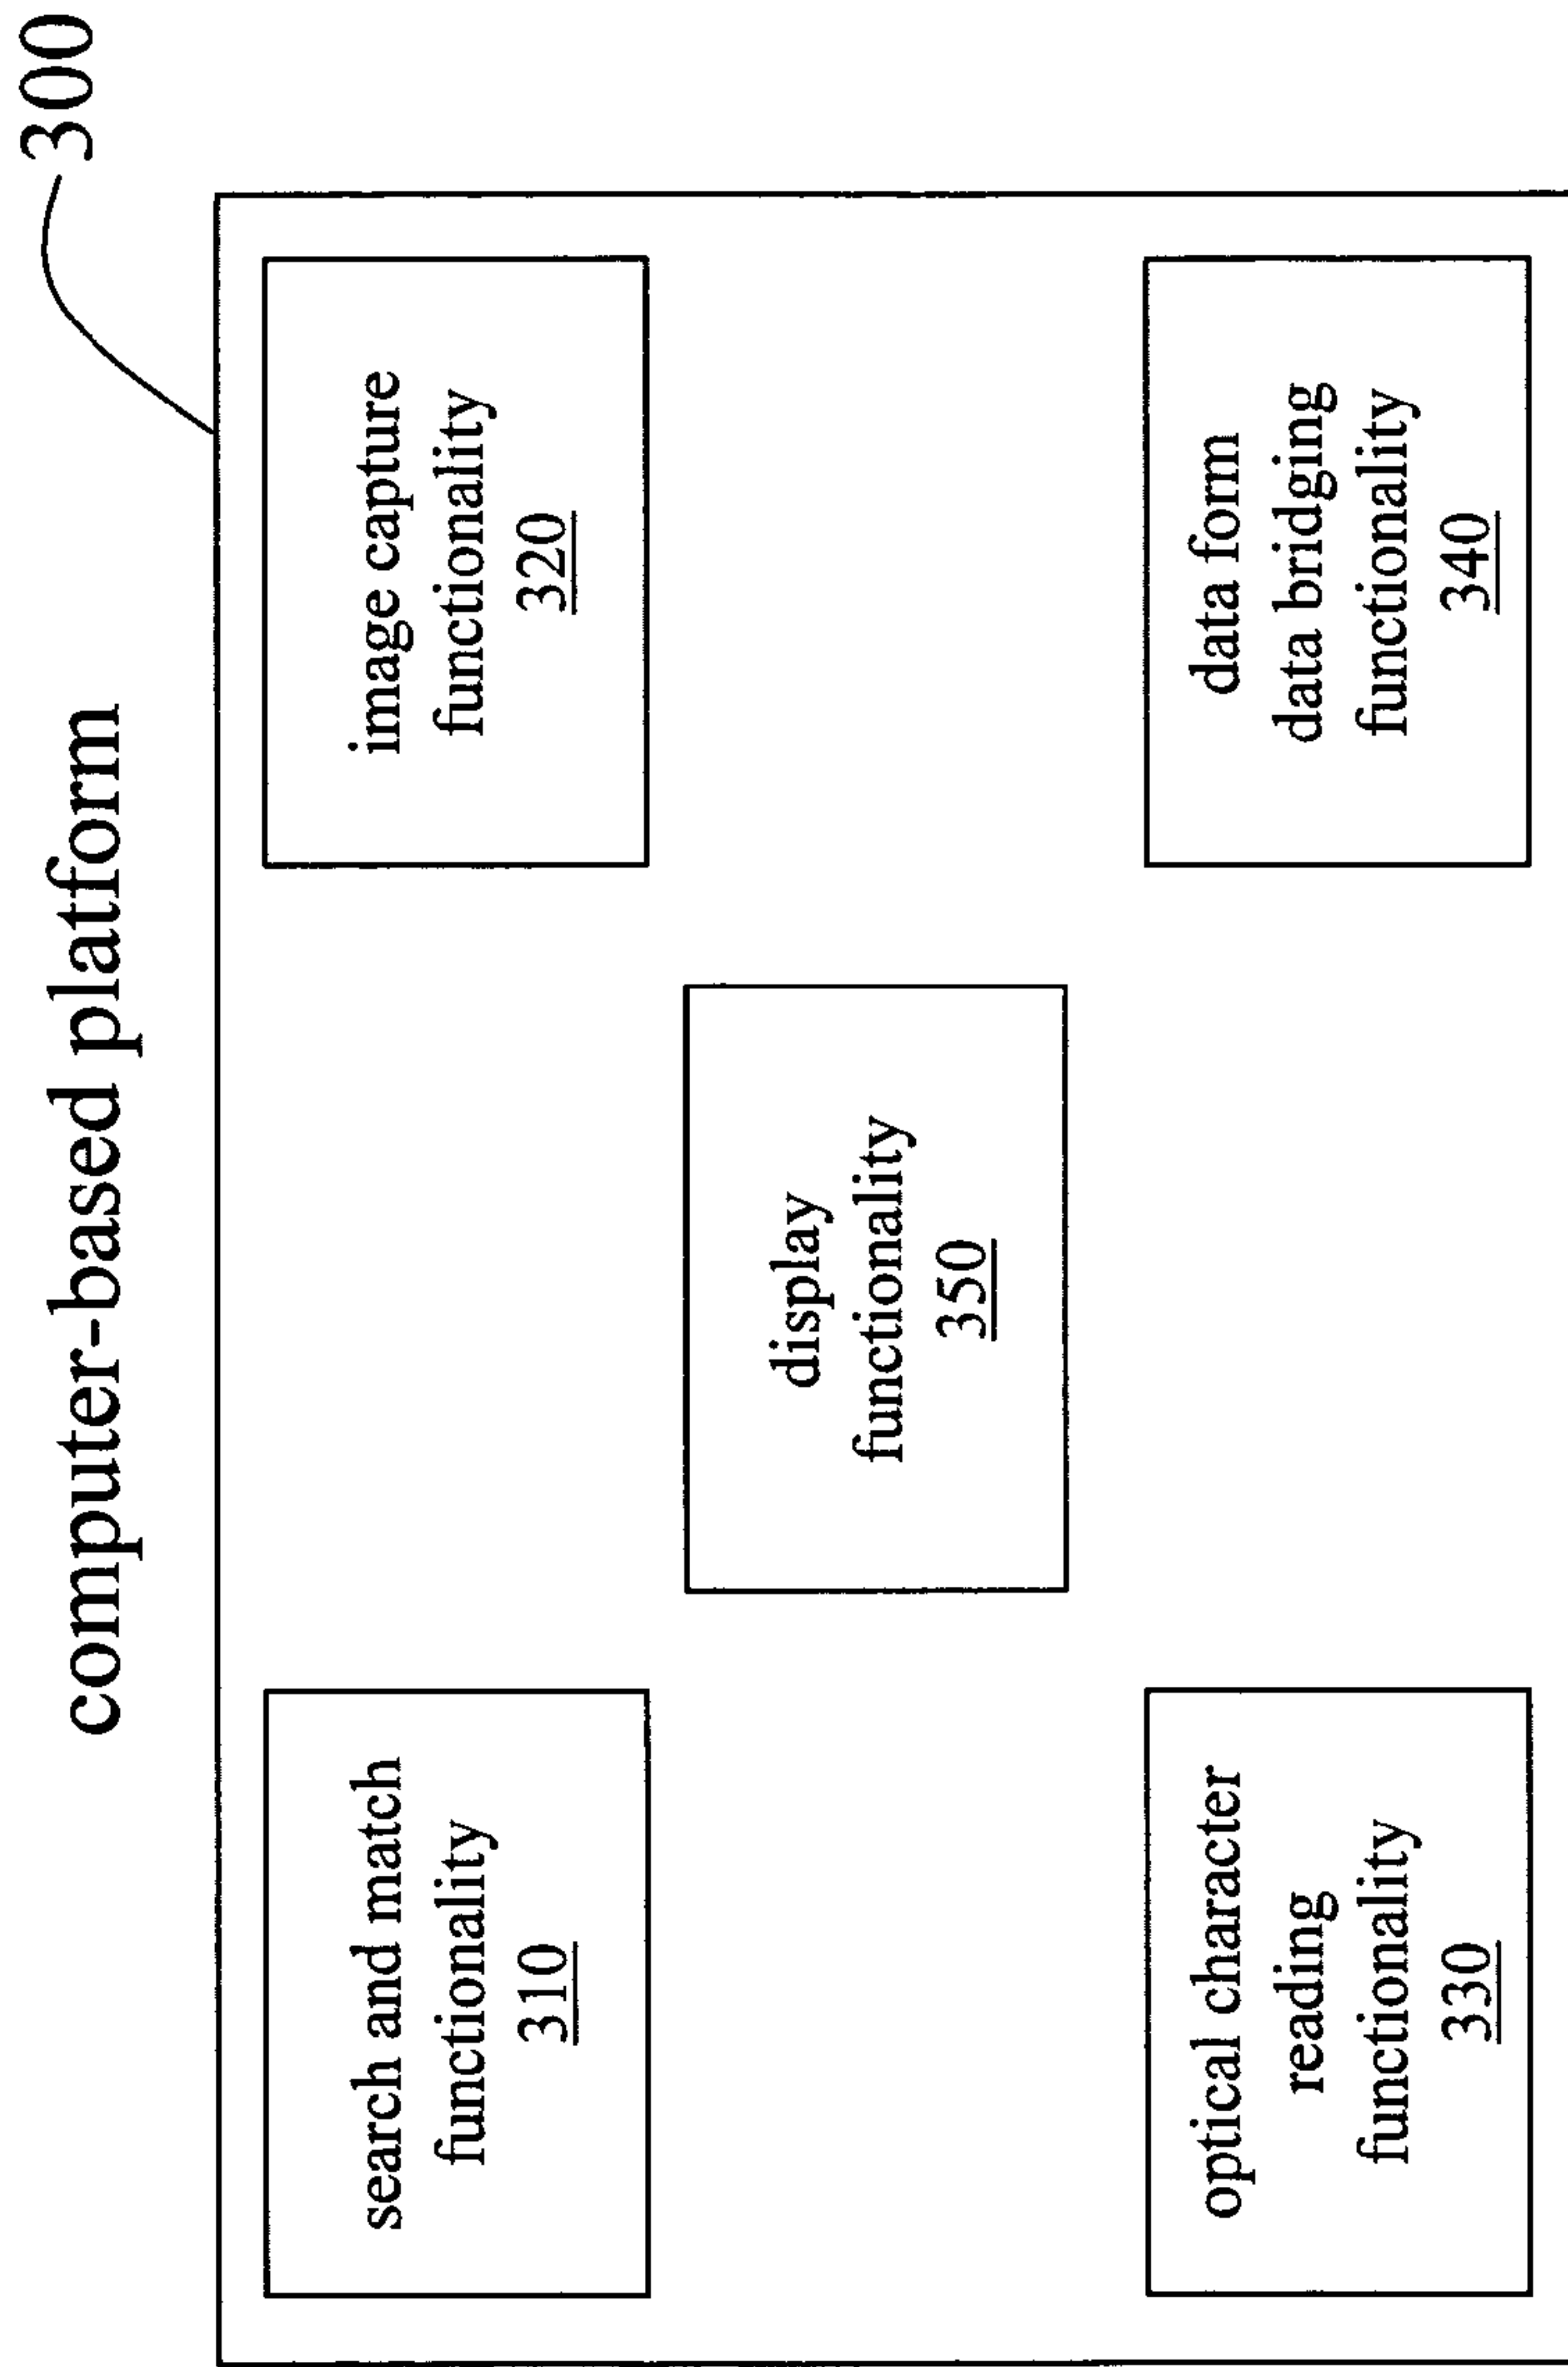 computer-based platform
300
search and match
functionality
310
image capture
functionality
320
display
functionality
350
optical character
reading
functionality
330
data form
data bridging
functionality
340